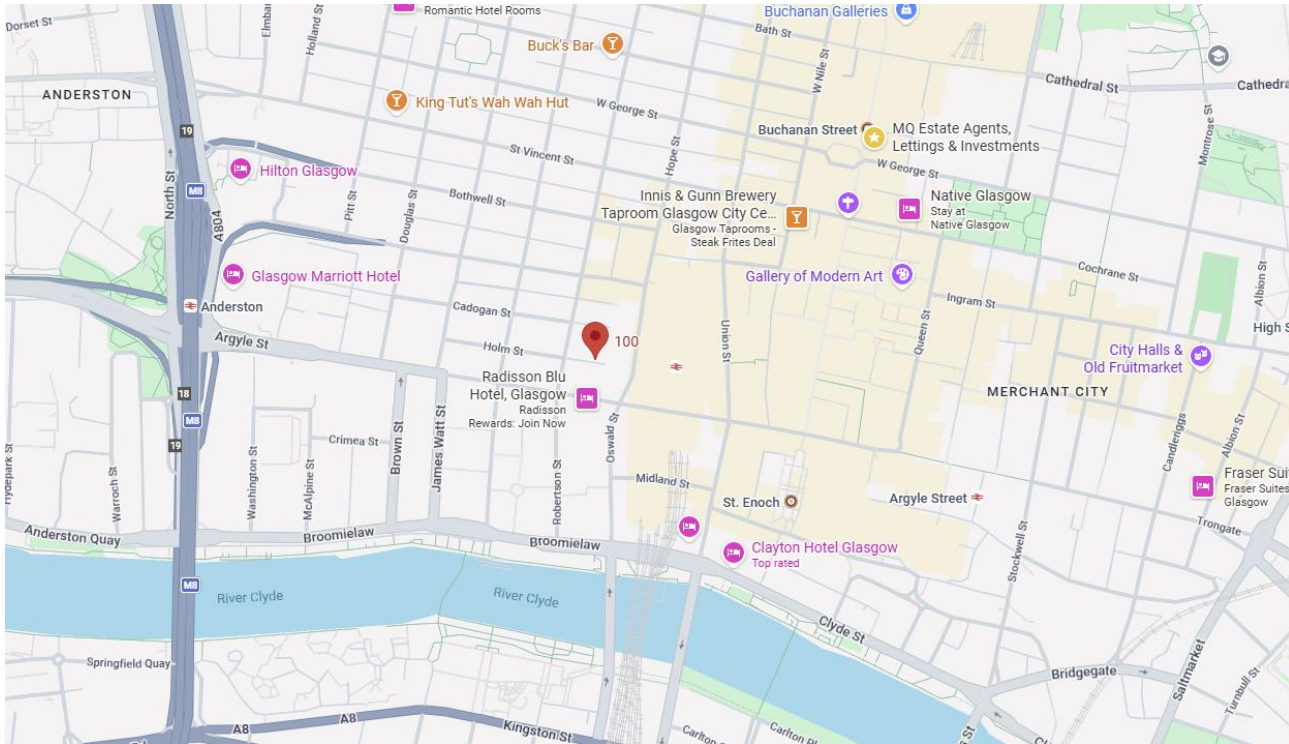 Romantic Hotel Rooms
Dorset St
Holland St
Buchanan Galleries
Bath St
Buck's Bar
W Nile St
Cathedral St
ANDERSTON
King Tut's Wah Wah Hut
W George St
Buchanan Street
MQ Estate Agents,
Lettings & Investments
Montrose St
19
Hilton Glasgow
St Vincent St
Hope St
W George St
North St
M8
A804
Pitt St
Douglas St
Bothwell St
Innis & Gunn Brewery
Taproom Glasgow City Ce...
Glasgow Taprooms -
Steak Frites Deal
Native Glasgow
Stay at
Native Glasgow
Glasgow Marriott Hotel
Gallery of Modern Art
Cochrane St
Albion St
Anderston
Cadogan St
Ingram St
Argyle St
Holm St
100
Union St
Queen St
High S
City Halls &
Old Fruitmarket
Radisson Blu
Hotel, Glasgow
Radisson
Rewards: Join Now
MERCHANT CITY
18
M8
19
Crimea St
Brown St
James Watt St
Oswald St
Candleriggs
Albion St
Warroch St
Washington St
McAlpine St
Robertson St
Midland St
St. Enoch
Argyle Street
Fraser Sui
Fraser Suites
Glasgow
Trongate
Anderston Quay
Broomielaw
Broomielaw
Clayton Hotel Glasgow
Top rated
Stockwell St
M8
River Clyde
River Clyde
Clyde St
Springfield Quay
Bridgegate
Saltmarket
Turnbull St
A8
A8
Kingston St